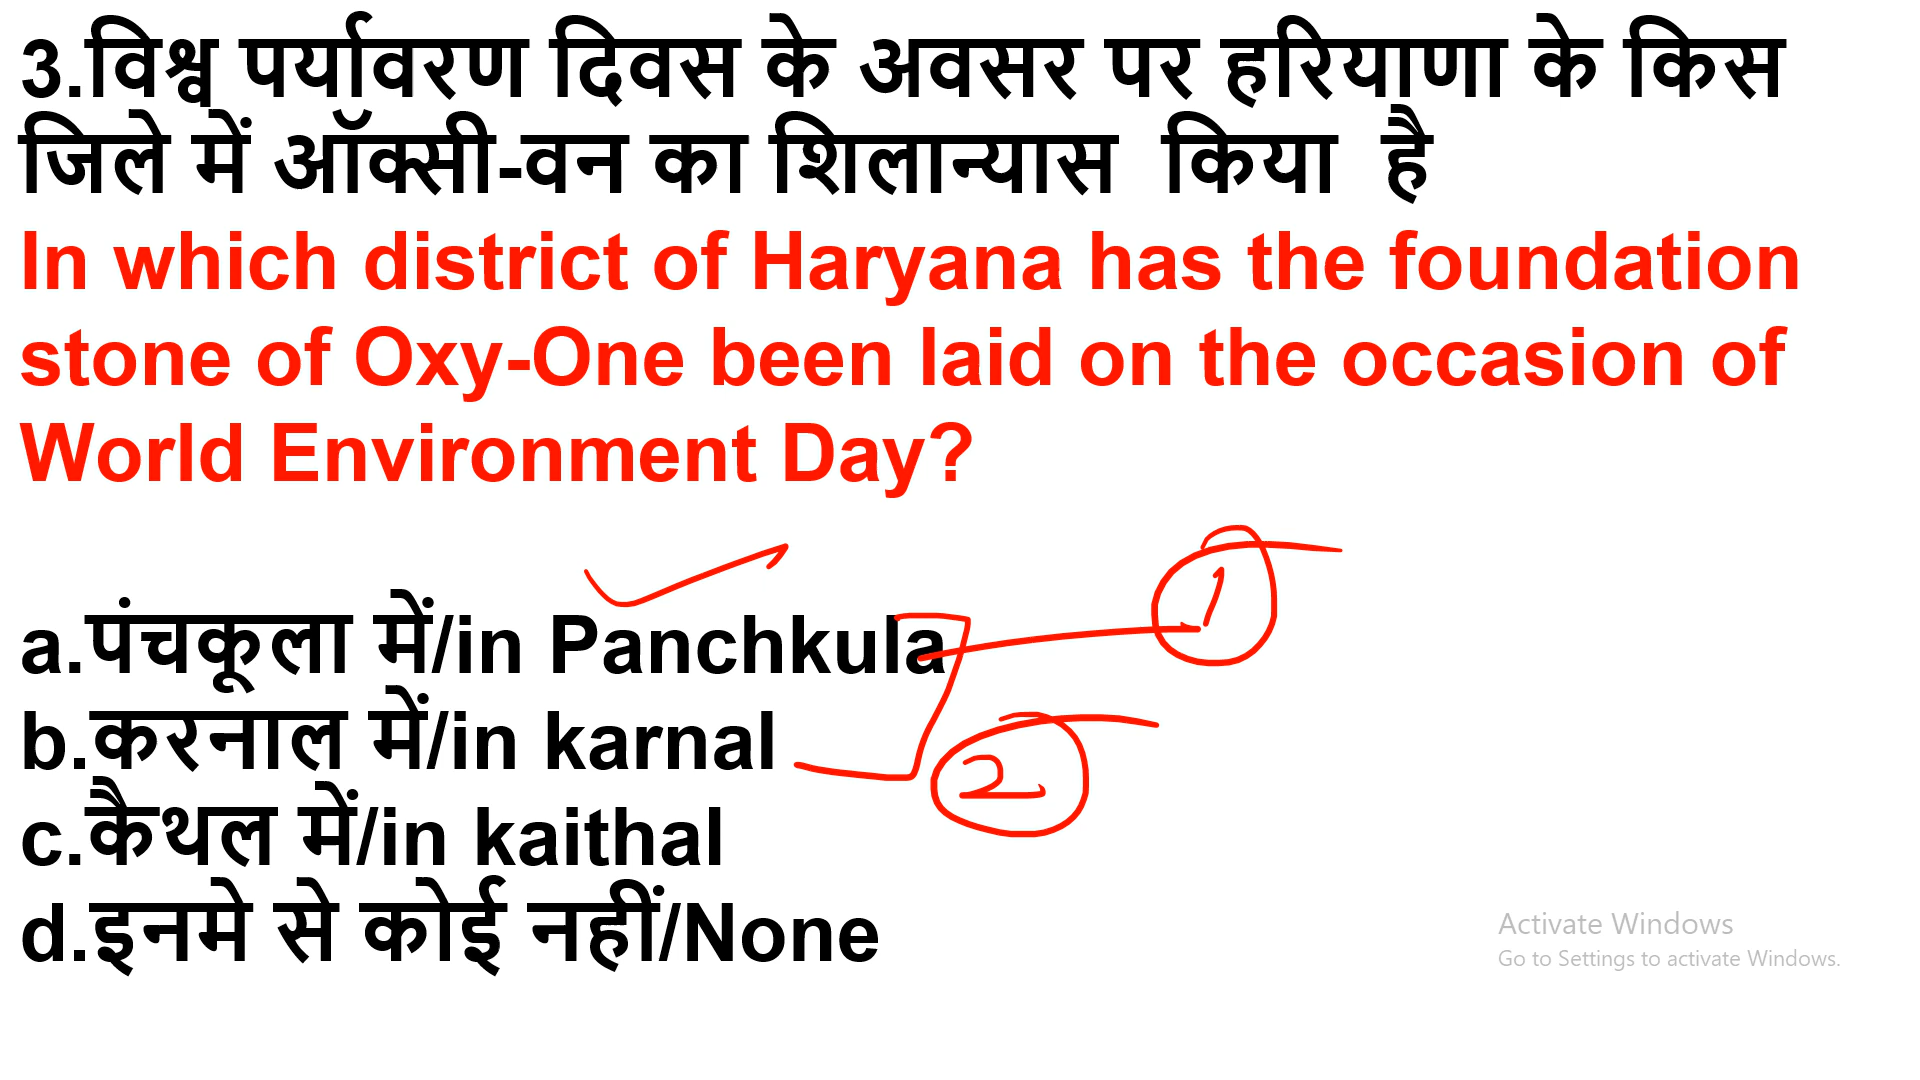 3.विश्व पर्यावरण दिवस के अवसर पर हरियाणा के किस
जिले में ऑक्सी-वन का शिलान्यास किया है
In which district of Haryana has the foundation
stone of Oxy-One been laid on the occasion of
World Environment Day?
1
a.पंचकूला में/in Panchkula
b.करनाल में/in karnal
2
c.कैथल में/in kaithal
d.इनमे से कोई नहीं/None
Activate Windows
Go to Settings to activate Windows.